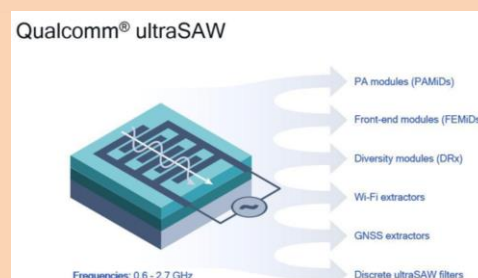 Qualcomm® ultraSAW
PA modules (PAMiDs)
Front-end modules (FEMiDs
Diversity modules (DRx)
Wi-Fi extractors
GNSS extractors
Discrete ultraSAW filters
Frequencies: 0.6 - 2.7 GHz